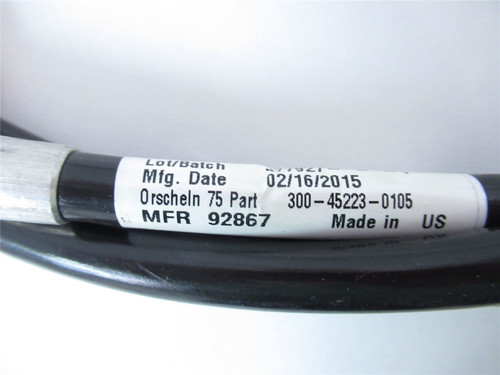 Lot/Batch
Mfg. Date 02/16/2015
Orscheln 75 Part 300-45223-0105
MFR 92867 Made in US